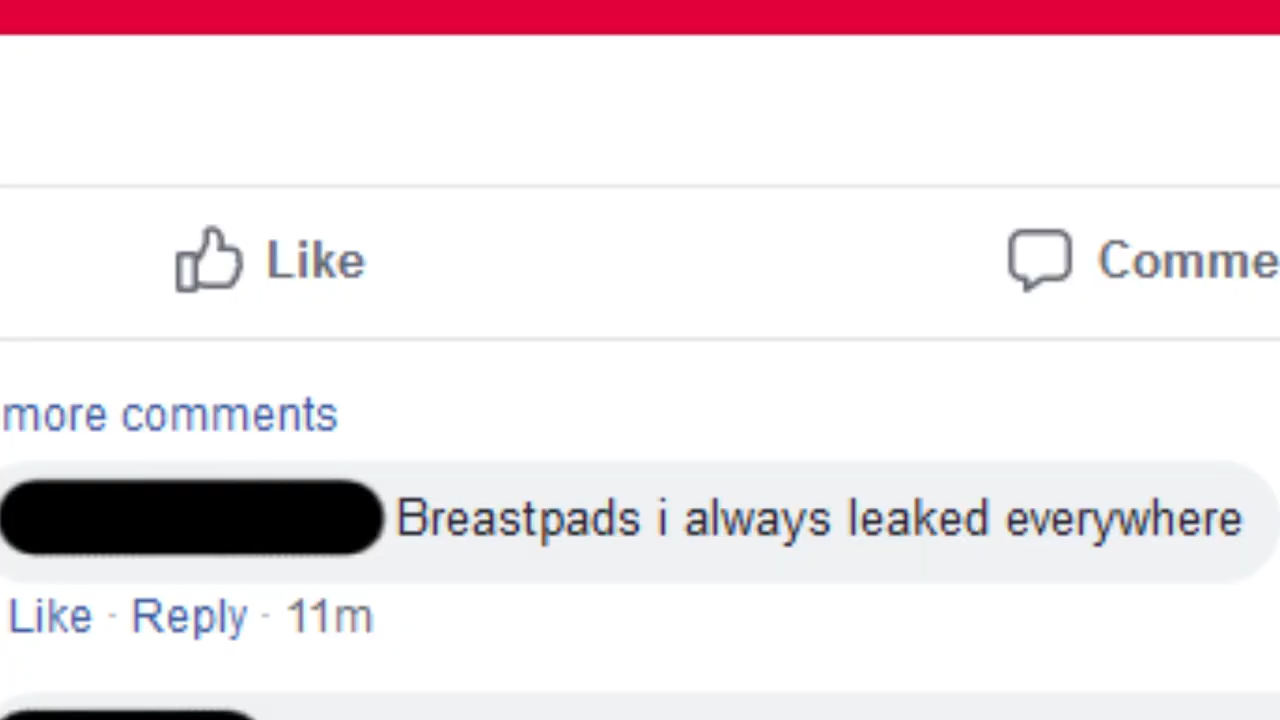 Like Comme
more comments
Breastpads i always leaked everywhere
Like · Reply · 11m